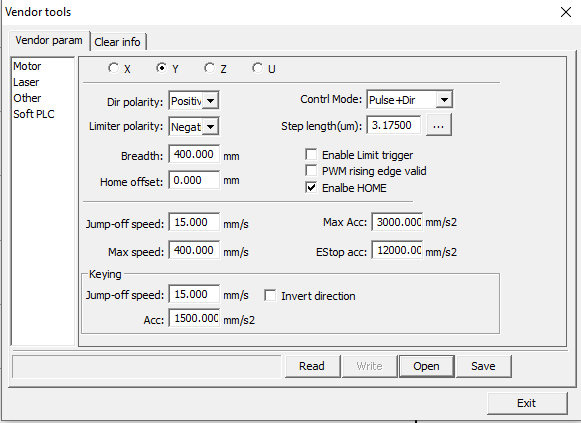 Vendor tools
Vendor param Clear info
Motor
Laser
Other
Soft PLC
X Y Z U
Dir polarity: Positiv Contrl Mode: Pulse+Dir
Limiter polarity: Negat Step length(um): 3.17500 ...
Breadth: 400.000 mm Enable Limit trigger
PWM rising edge valid
Home offset: 0.000 mm Enalbe HOME
Jump-off speed: 15.000 mm/s Max Acc: 3000.000 mm/s2
Max speed: 400.000 mm/s EStop acc: 12000.00 mm/s2
Keying
Jump-off speed: 15.000 mm/s Invert direction
Acc: 1500.000 mm/s2
Read Write Open Save
Exit